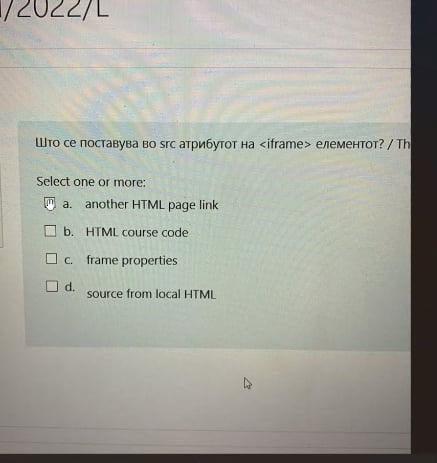 /2022/L
Што се поставува во src атрибутот на <iframe> елементот? / Th
Select one or more:
a. another HTML page link
b. HTML course code
c. frame properties
d. source from local HTML